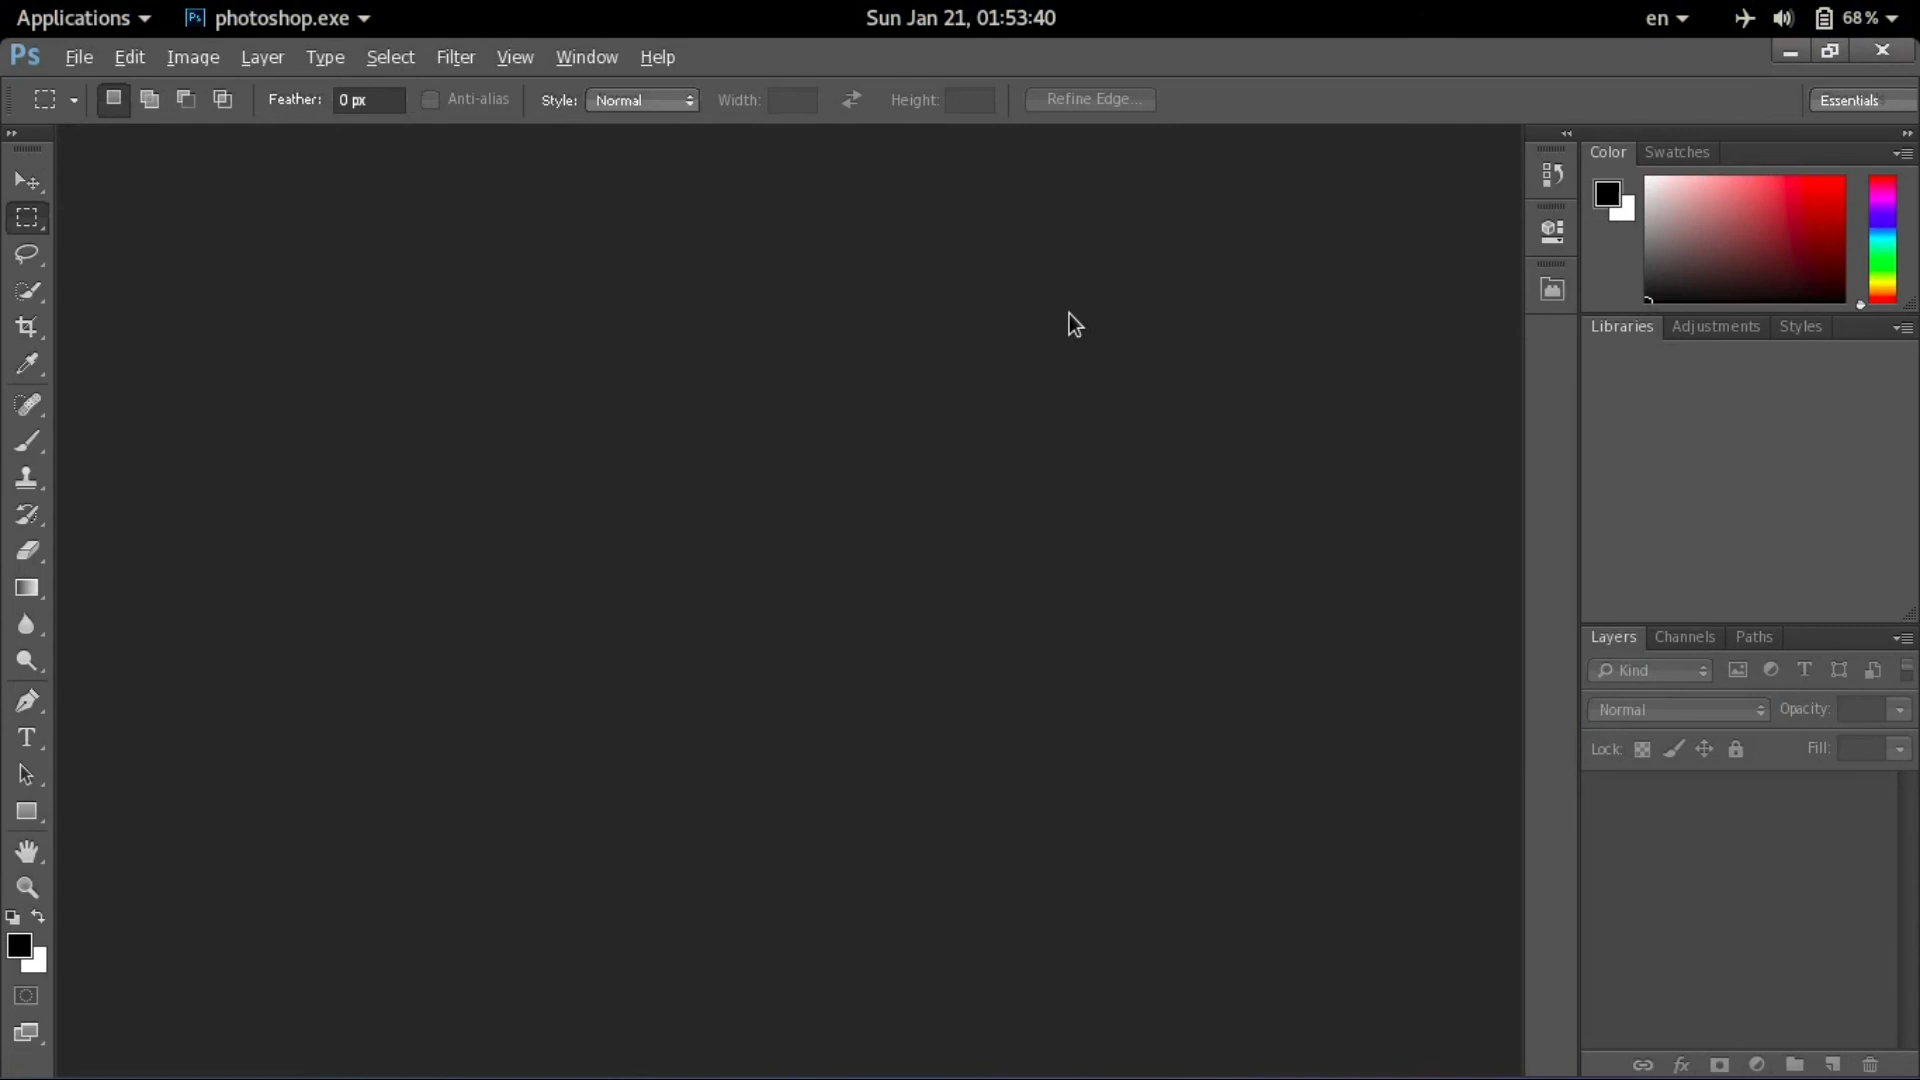 Applications photoshop.exe Sun Jan 21, 01:53:40 en 68 %
Ps File Edit Image Layer Type Select Filter View Window Help
Feather: 0 px Anti-alias Style: Normal Width: Height: Refine Edge... Essentials
Color Swatches
Libraries Adjustments Styles
Layers Channels Paths
Kind
Normal Opacity:
Lock: Fill: